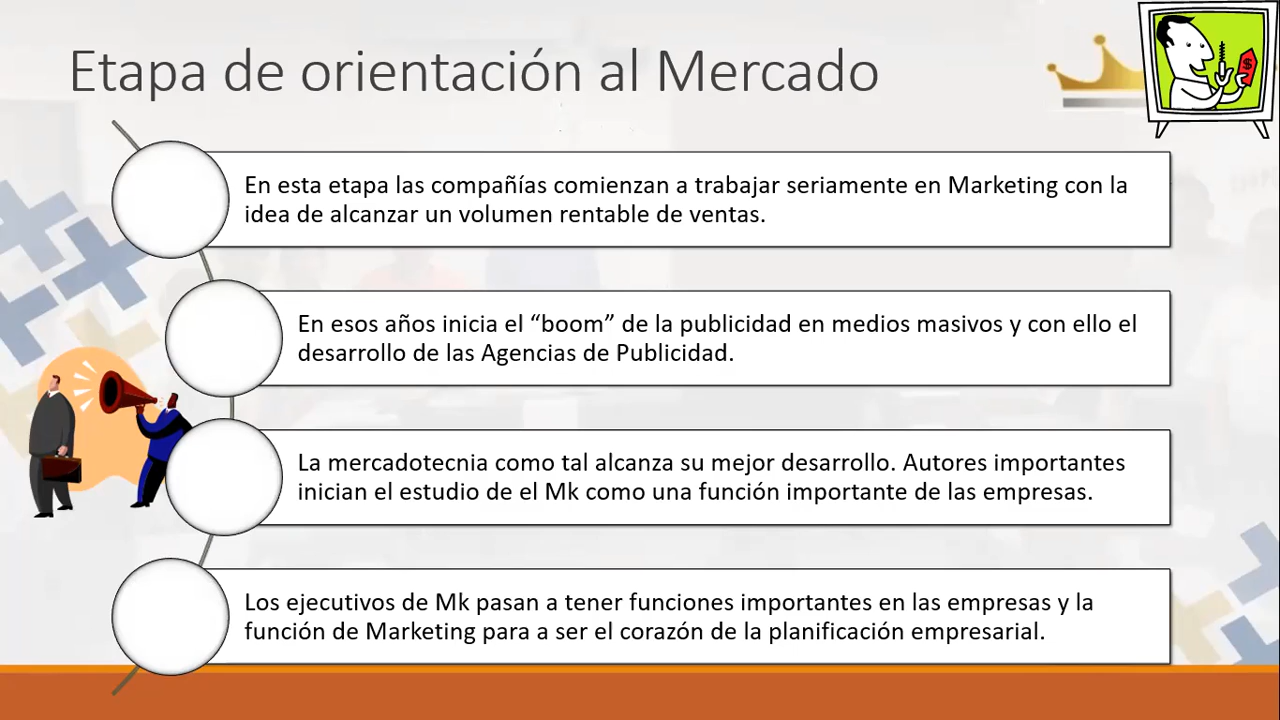 Etapa de orientación al Mercado
En esta etapa las compañías comienzan a trabajar seriamente en Marketing con la
idea de alcanzar un volumen rentable de ventas.
En esos años inicia el “boom” de la publicidad en medios masivos y con ello el
desarrollo de las Agencias de Publicidad.
La mercadotecnia como tal alcanza su mejor desarrollo. Autores importantes
inician el estudio de el Mk como una función importante de las empresas.
Los ejecutivos de Mk pasan a tener funciones importantes en las empresas y la
función de Marketing para a ser el corazón de la planificación empresarial.
$